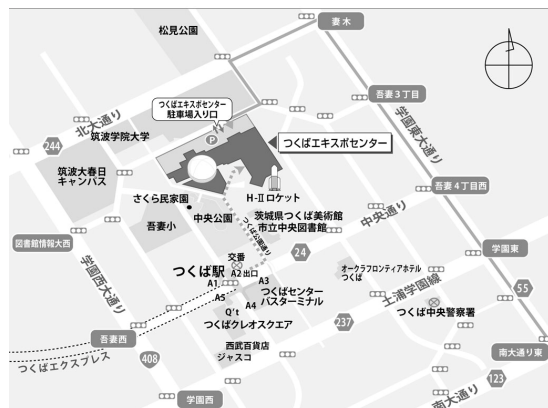 妻木
松見公園
吾妻3丁目
つくばエキスポセンター
駐車場入り口
北大通り
学園東大通り
筑波学院大学
P
つくばエキスポセンター
244
筑波大春日
キャンパス
吾妻4丁目西
さくら民家園
H-IIロケット
中央公園
つくば公園通り
茨城県つくば美術館
市立中央図書館
中央通り
吾妻小
図書館情報大西
学園東
24
交番
つくば駅
A2出口
オークラフロンティアホテル
つくば
土浦学園線
学園西大通り
A1
A3
つくばセンター
バスターミナル
55
A5
A4
つくば中央警察署
Q't
つくばクレオスクエア
237
吾妻西
西武百貨店
ジャスコ
南大通り東
408
つくばエクスプレス
123
学園西
南大通り